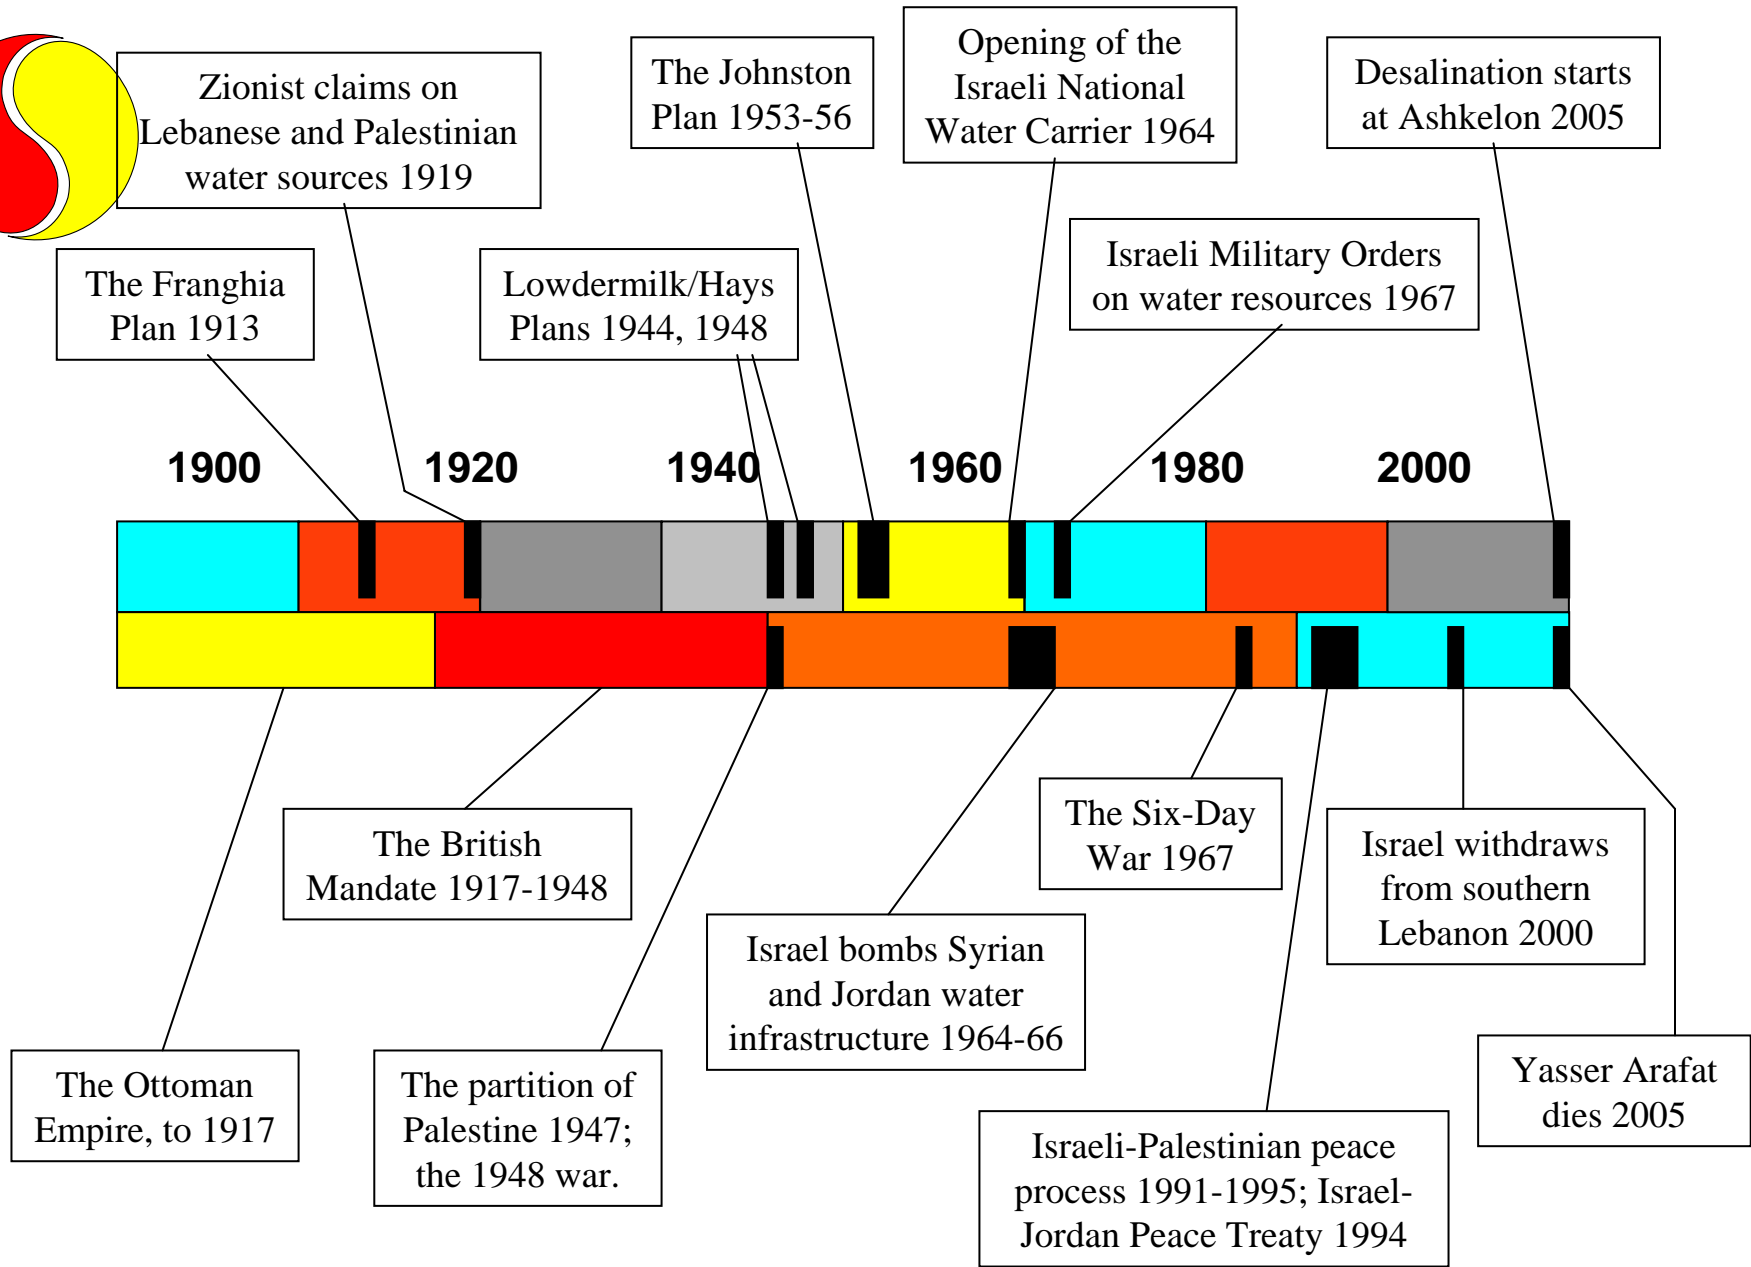 Zionist claims on
Lebanese and Palestinian
water sources 1919
The Johnston
Plan 1953-56
Opening of the
Israeli National
Water Carrier 1964
Desalination starts
at Ashkelon 2005
The Franghia
Plan 1913
Lowdermilk/Hays
Plans 1944, 1948
Israeli Military Orders
on water resources 1967
1900 1920 1940 1960 1980 2000
The British
Mandate 1917-1948
The Six-Day
War 1967
Israel withdraws
from southern
Lebanon 2000
Israel bombs Syrian
and Jordan water
infrastructure 1964-66
The Ottoman
Empire, to 1917
The partition of
Palestine 1947;
the 1948 war.
Israeli-Palestinian peace
process 1991-1995; Israel-
Jordan Peace Treaty 1994
Yasser Arafat
dies 2005